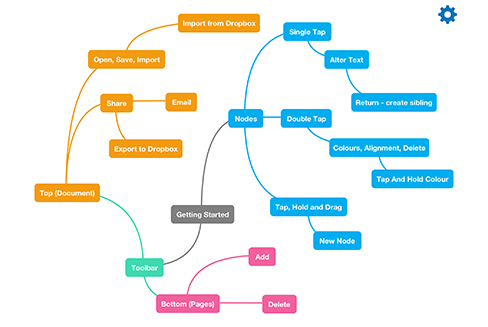 Import from Dropbox
Single Tap
Open, Save, Import
Alter Text
Share
Email
Return - create sibling
Nodes
Double Tap
Export to Dropbox
Colours, Alignment, Delete
Tap And Hold Colour
Top (Document)
Getting Started
Tap, Hold and Drag
New Node
Add
Toolbar
Bottom (Pages)
Delete